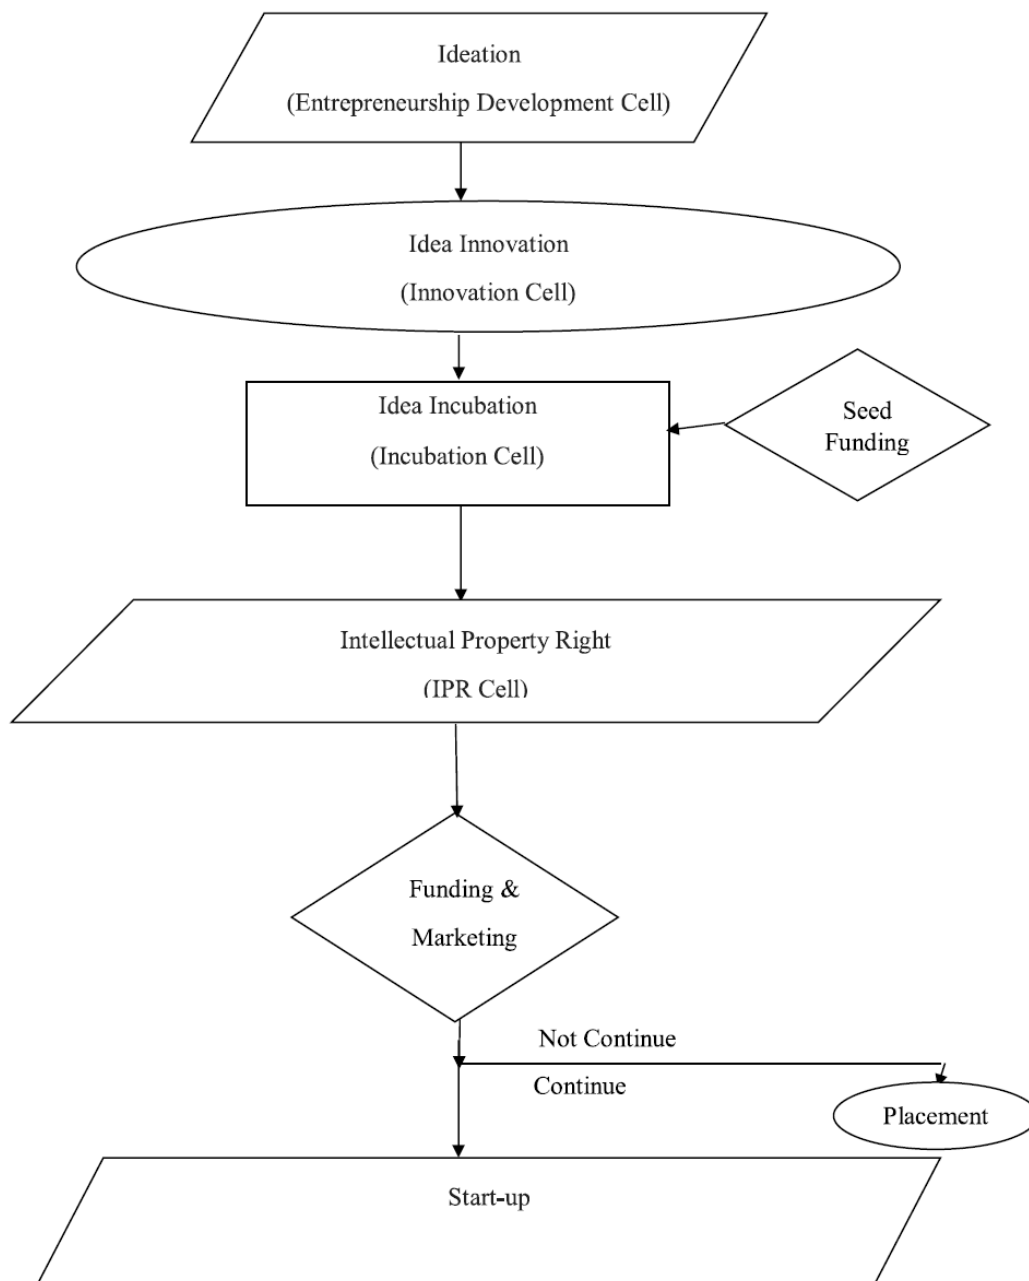 Ideation
(Entrepreneurship Development Cell)
Idea Innovation
(Innovation Cell)
Idea Incubation
(Incubation Cell)
Seed
Funding
Intellectual Property Right
(IPR Cell)
Funding &
Marketing
Not Continue
Continue
Placement
Start-up